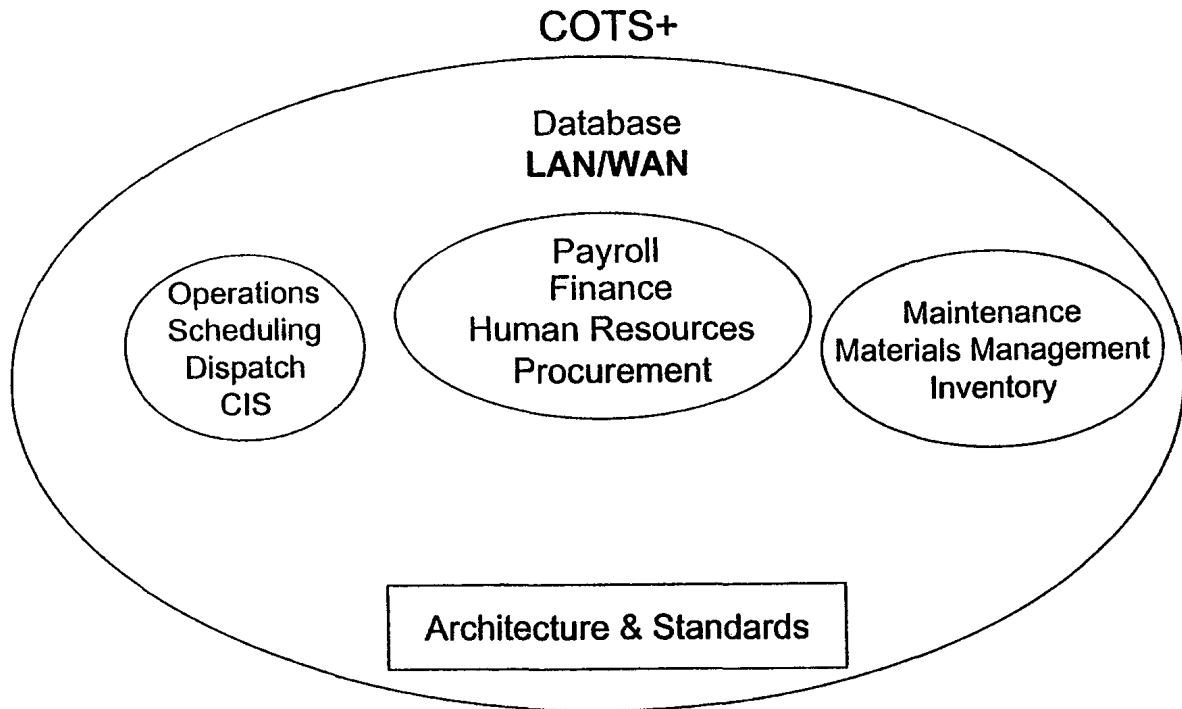 COTS+
Database
LAN/WAN
Operations
Scheduling
Dispatch
CIS
Payroll
Finance
Human Resources
Procurement
Maintenance
Materials Management
Inventory
Architecture & Standards